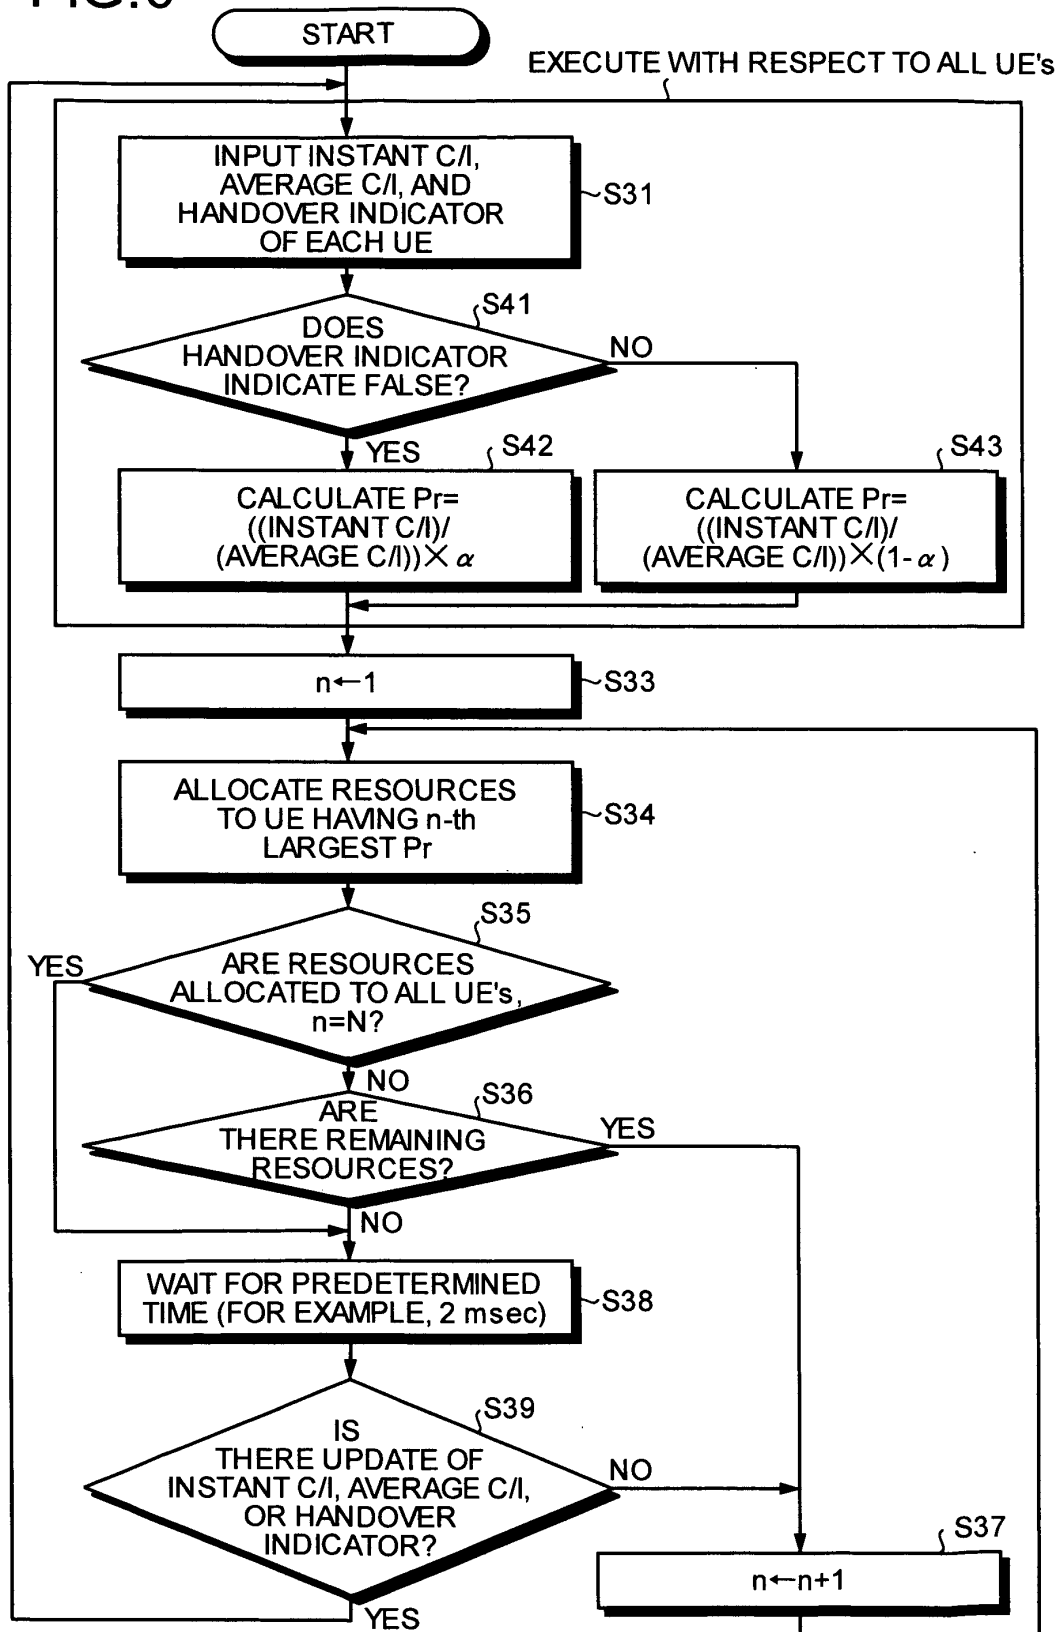 START
EXECUTE WITH RESPECT TO ALL UE's
INPUT INSTANT C/I,
AVERAGE C/I, AND
HANDOVER INDICATOR
OF EACH UE
S31
S41
DOES
HANDOVER INDICATOR
INDICATE FALSE?
NO
YES
S42
CALCULATE Pr=
((INSTANT C/I)/
(AVERAGE C/I))×α
S43
CALCULATE Pr=
((INSTANT C/I)/
(AVERAGE C/I))×(1-α)
n←1
S33
ALLOCATE RESOURCES
TO UE HAVING n-th
LARGEST Pr
S34
S35
YES
ARE RESOURCES
ALLOCATED TO ALL UE's,
n=N?
NO
S36
ARE
THERE REMAINING
RESOURCES?
YES
NO
WAIT FOR PREDETERMINED
TIME (FOR EXAMPLE, 2 msec)
S38
S39
IS
THERE UPDATE OF
INSTANT C/I, AVERAGE C/I,
OR HANDOVER
INDICATOR?
NO
S37
n←n+1
YES